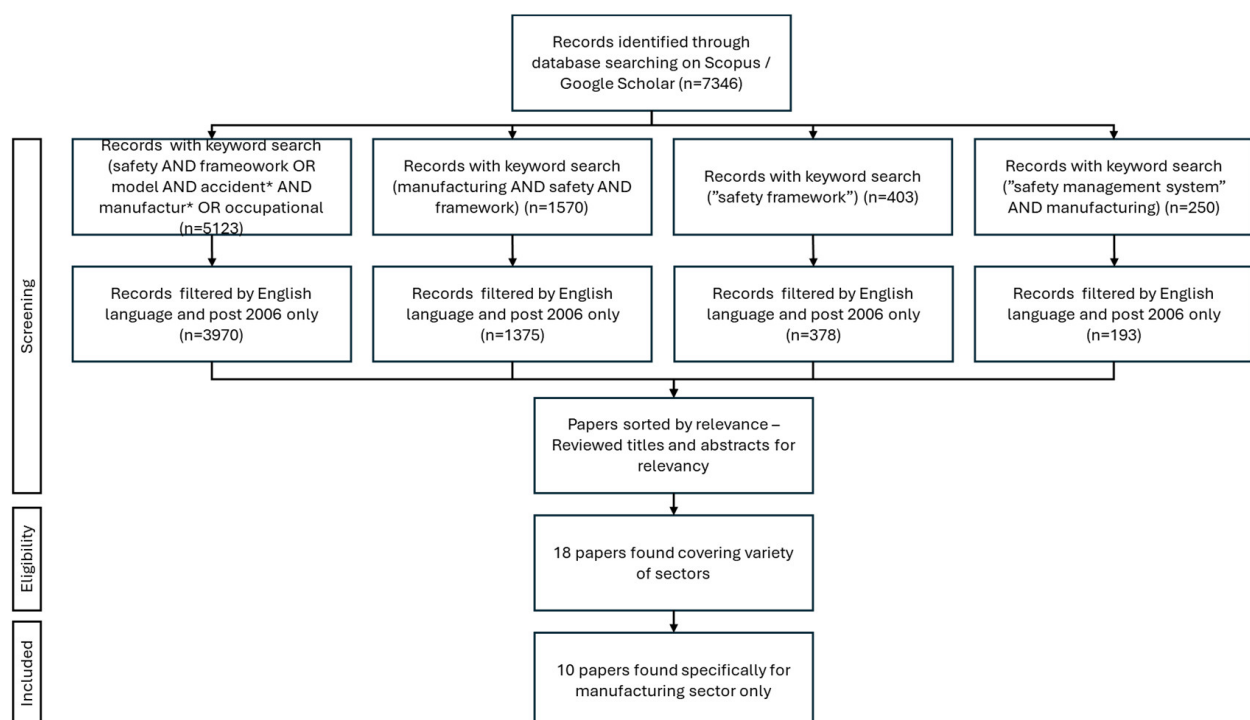 Records identified through
database searching on Scopus /
Google Scholar (n=7346)
Screening
Records with keyword search
(safety AND frameowork OR
model AND accident* AND
manufactur* OR occupational
(n=5123)
Records with keyword search
(manufacturing AND safety AND
framework) (n=1570)
Records with keyword search
(”safety framework”) (n=403)
Records with keyword search
(”safety management system”
AND manufacturing) (n=250)
Records filtered by English
language and post 2006 only
(n=3970)
Records filtered by English
language and post 2006 only
(n=1375)
Records filtered by English
language and post 2006 only
(n=378)
Records filtered by English
language and post 2006 only
(n=193)
Papers sorted by relevance –
Reviewed titles and abstracts for
relevancy
Eligibility
18 papers found covering variety
of sectors
Included
10 papers found specifically for
manufacturing sector only